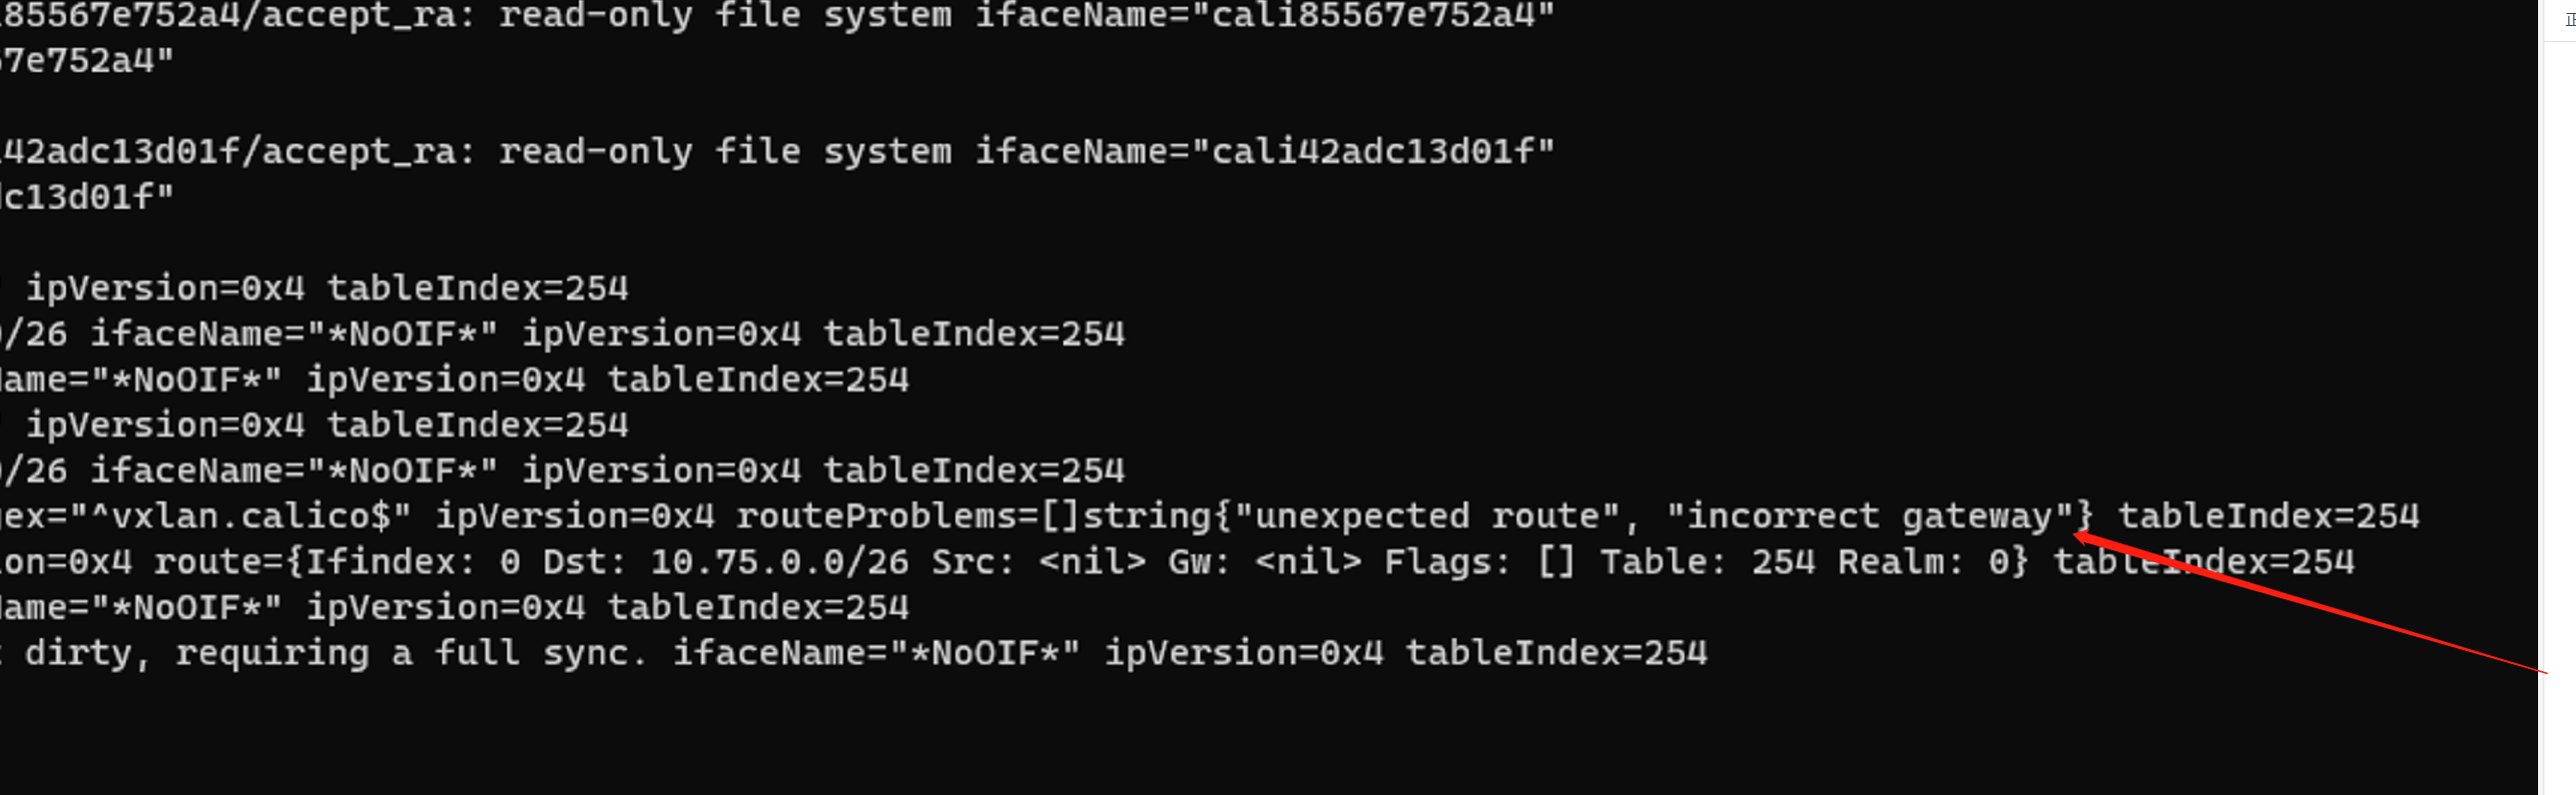 85567e752a4/accept_ra: read-only file system ifaceName="cali85567e752a4"
7e752a4"
42adc13d01f/accept_ra: read-only file system ifaceName="cali42adc13d01f"
c13d01f"
ipVersion=0x4 tableIndex=254
/26 ifaceName="*NoOIF*" ipVersion=0x4 tableIndex=254
ame="*NoOIF*" ipVersion=0x4 tableIndex=254
ipVersion=0x4 tableIndex=254
/26 ifaceName="*NoOIF*" ipVersion=0x4 tableIndex=254
ex="^vxlan.calico$" ipVersion=0x4 routeProblems=[]string{"unexpected route", "incorrect gateway"} tableIndex=254
on=0x4 route={Ifindex: 0 Dst: 10.75.0.0/26 Src: <nil> Gw: <nil> Flags: [] Table: 254 Realm: 0} tableIndex=254
ame="*NoOIF*" ipVersion=0x4 tableIndex=254
dirty, requiring a full sync. ifaceName="*NoOIF*" ipVersion=0x4 tableIndex=254